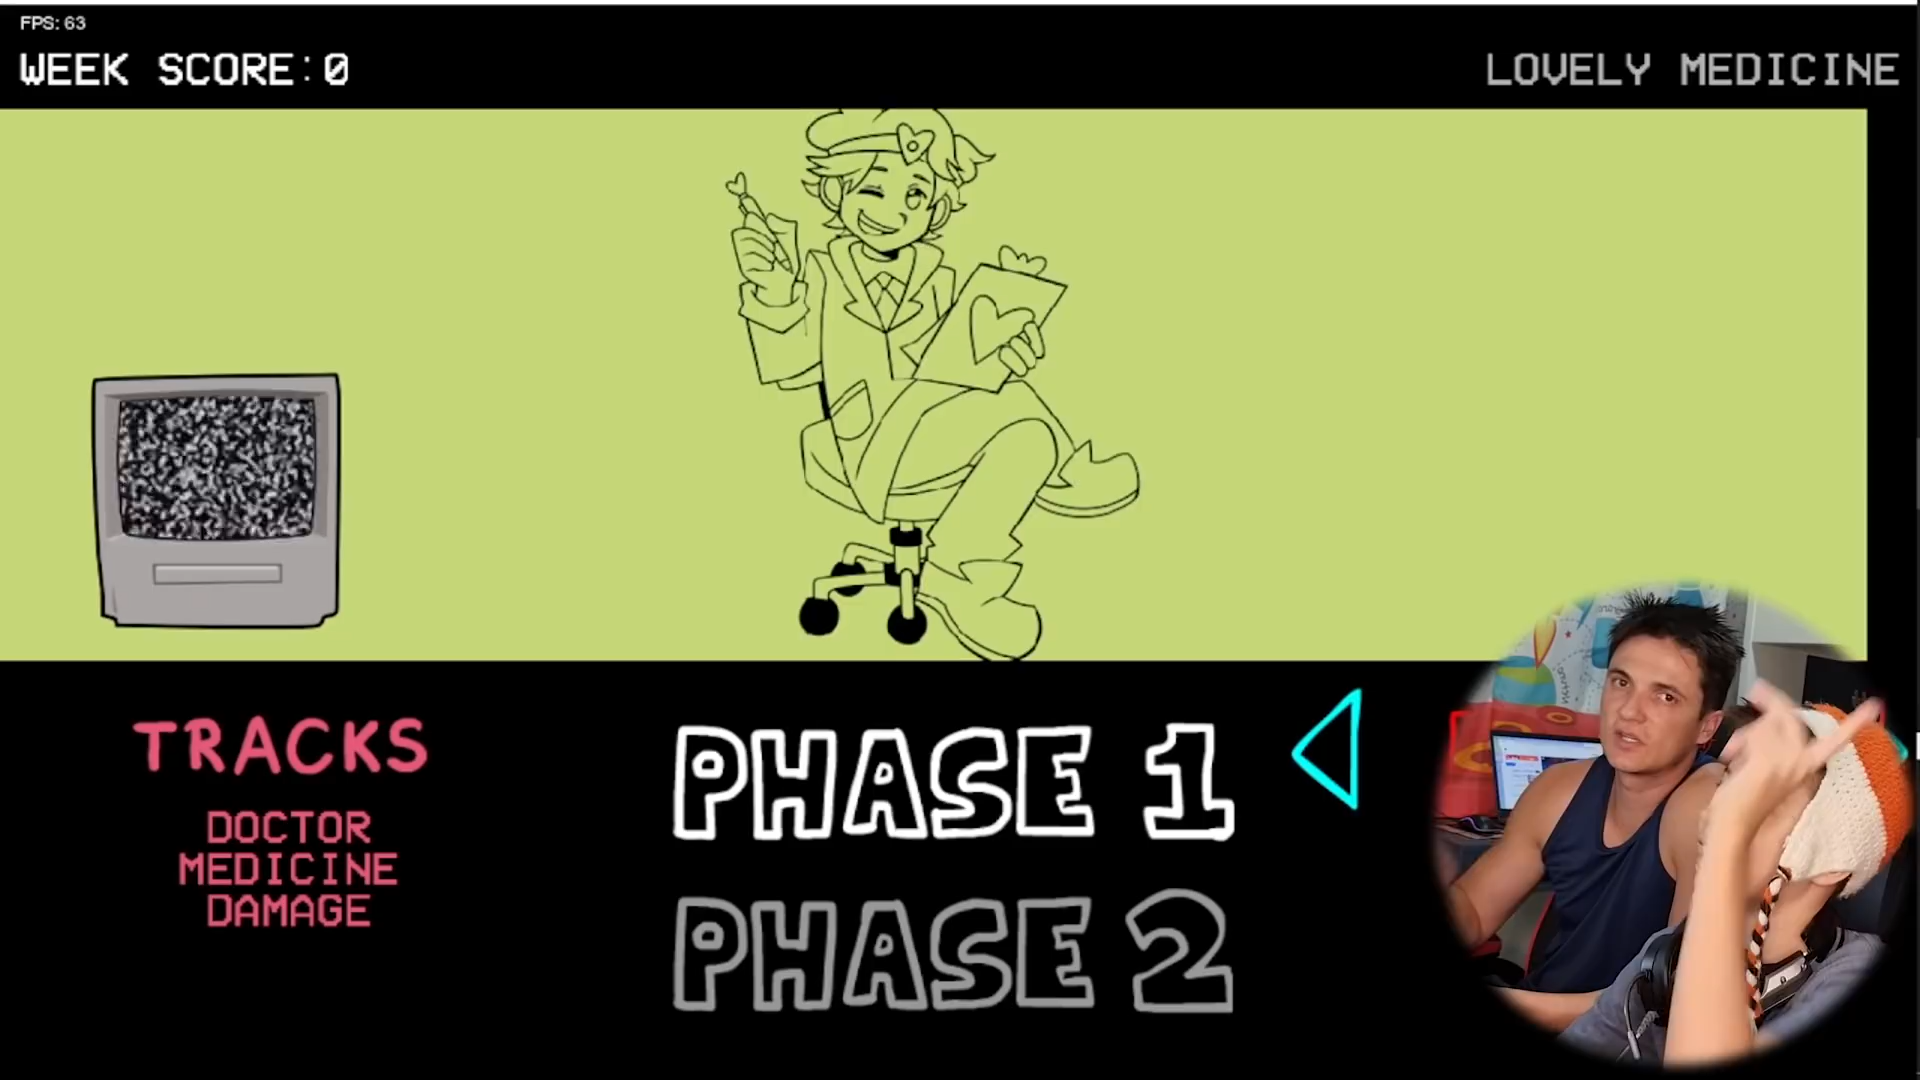 FPS: 63
WEEK SCORE:0
LOVELY MEDICINE
TRACKS
DOCTOR
MEDICINE
DAMAGE
PHASE 1
PHASE 2